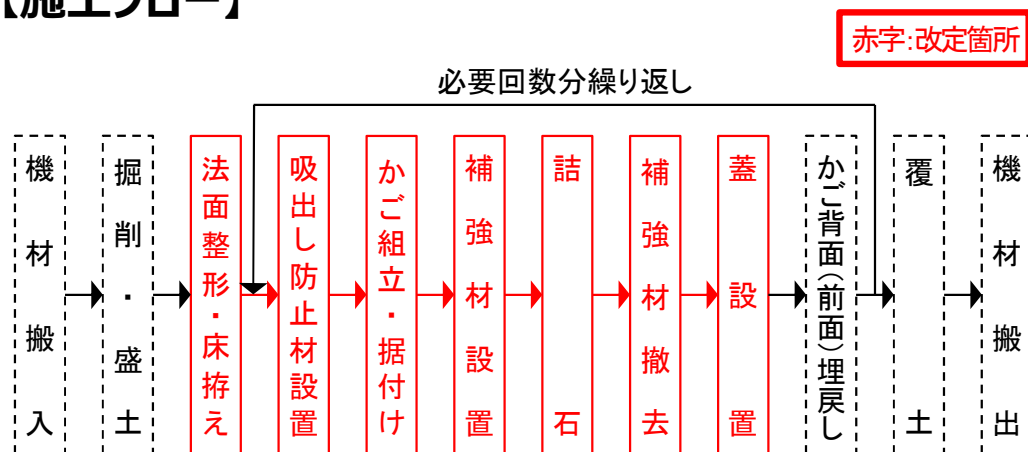 【施工フロー】
赤字:改定箇所
必要回数分繰り返し
機材搬入
掘削・盛土
法面整形・床拵え
吸出し防止材設置
かご組立・据付け
補強材設置
詰石
補強材撤去
蓋設置
かご背面(前面)埋戻し
覆土
機材搬出